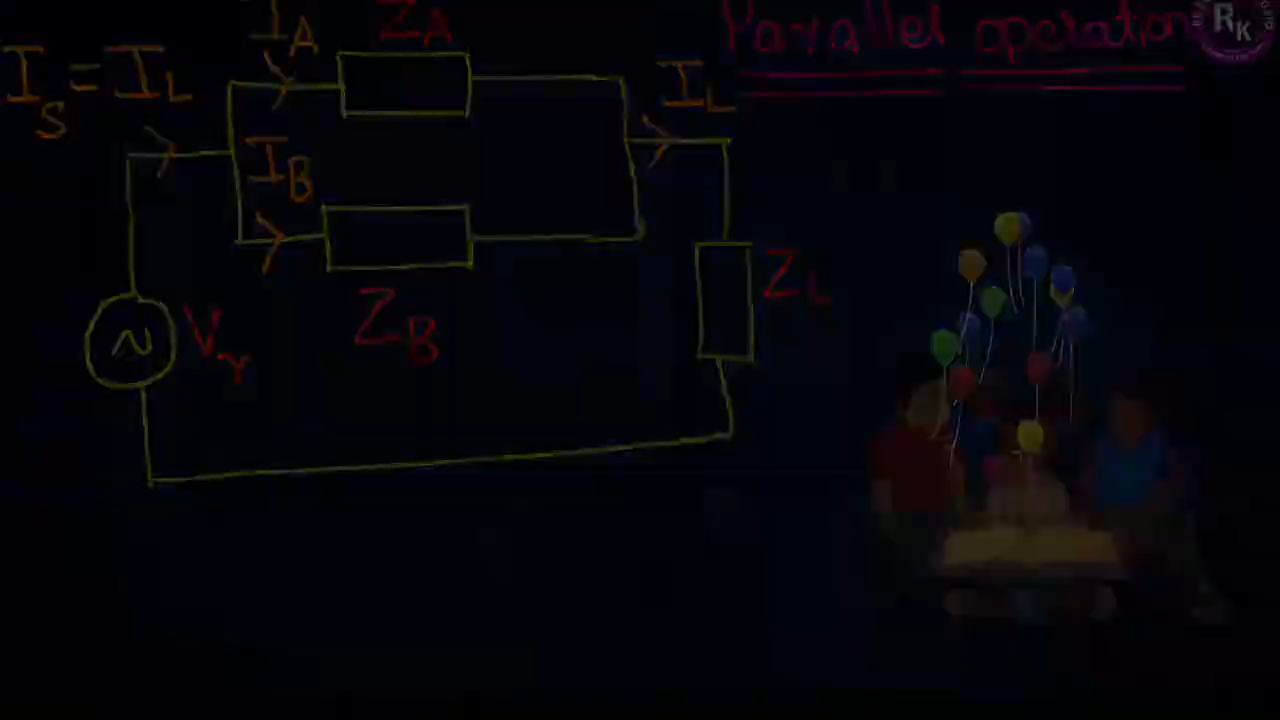 Parallel operation
I_A Z_A
I_S = I_L
I_L
I_B
Z_B
Z_L
V_r
RK